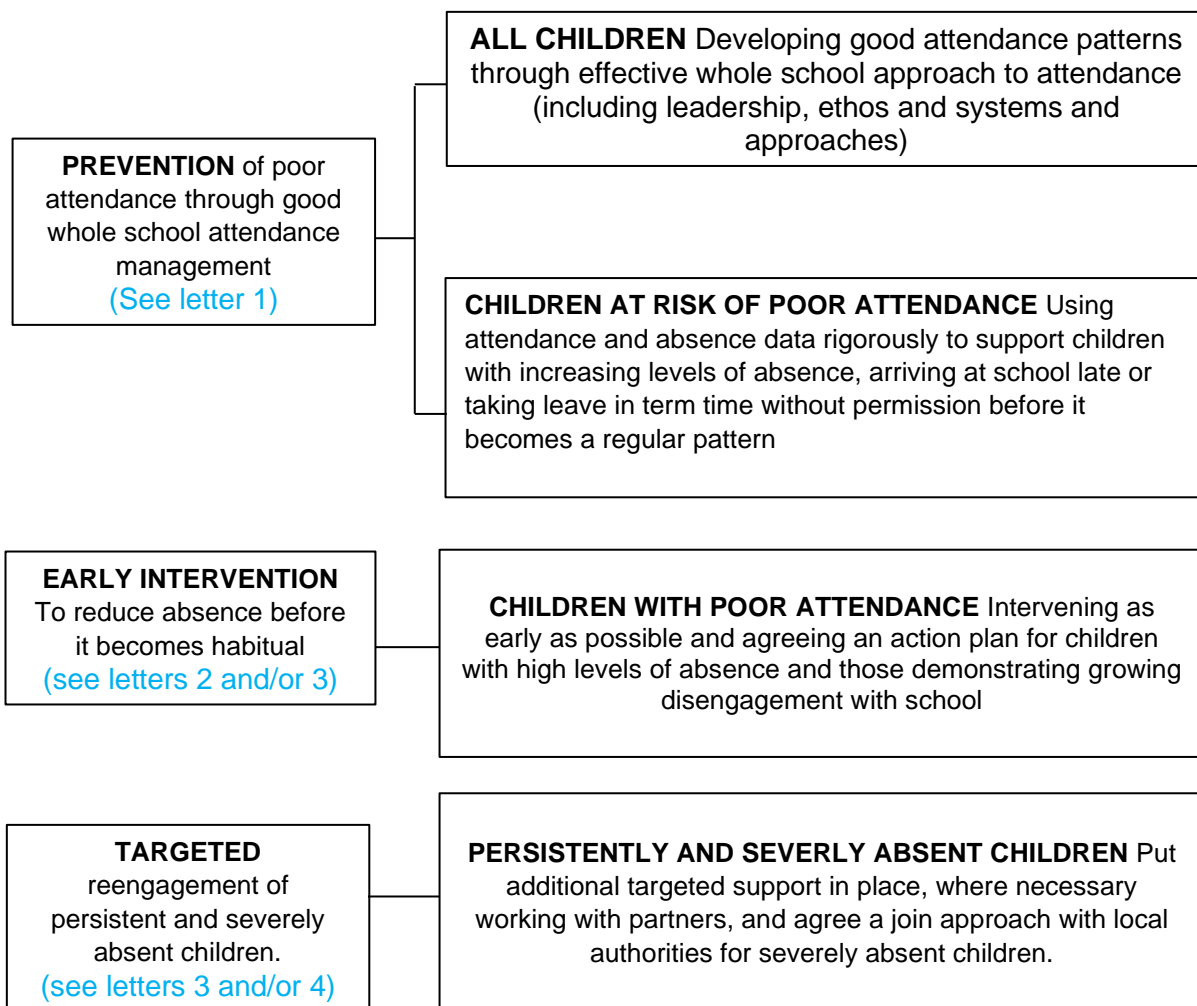 ALL CHILDREN Developing good attendance patterns
through effective whole school approach to attendance
(including leadership, ethos and systems and
approaches)
PREVENTION of poor
attendance through good
whole school attendance
management
(See letter 1)
CHILDREN AT RISK OF POOR ATTENDANCE Using
attendance and absence data rigorously to support children
with increasing levels of absence, arriving at school late or
taking leave in term time without permission before it
becomes a regular pattern
EARLY INTERVENTION
To reduce absence before
it becomes habitual
(see letters 2 and/or 3)
CHILDREN WITH POOR ATTENDANCE Intervening as
early as possible and agreeing an action plan for children
with high levels of absence and those demonstrating growing
disengagement with school
TARGETED
reengagement of
persistent and severely
absent children.
(see letters 3 and/or 4)
PERSISTENTLY AND SEVERLY ABSENT CHILDREN Put
additional targeted support in place, where necessary
working with partners, and agree a join approach with local
authorities for severely absent children.